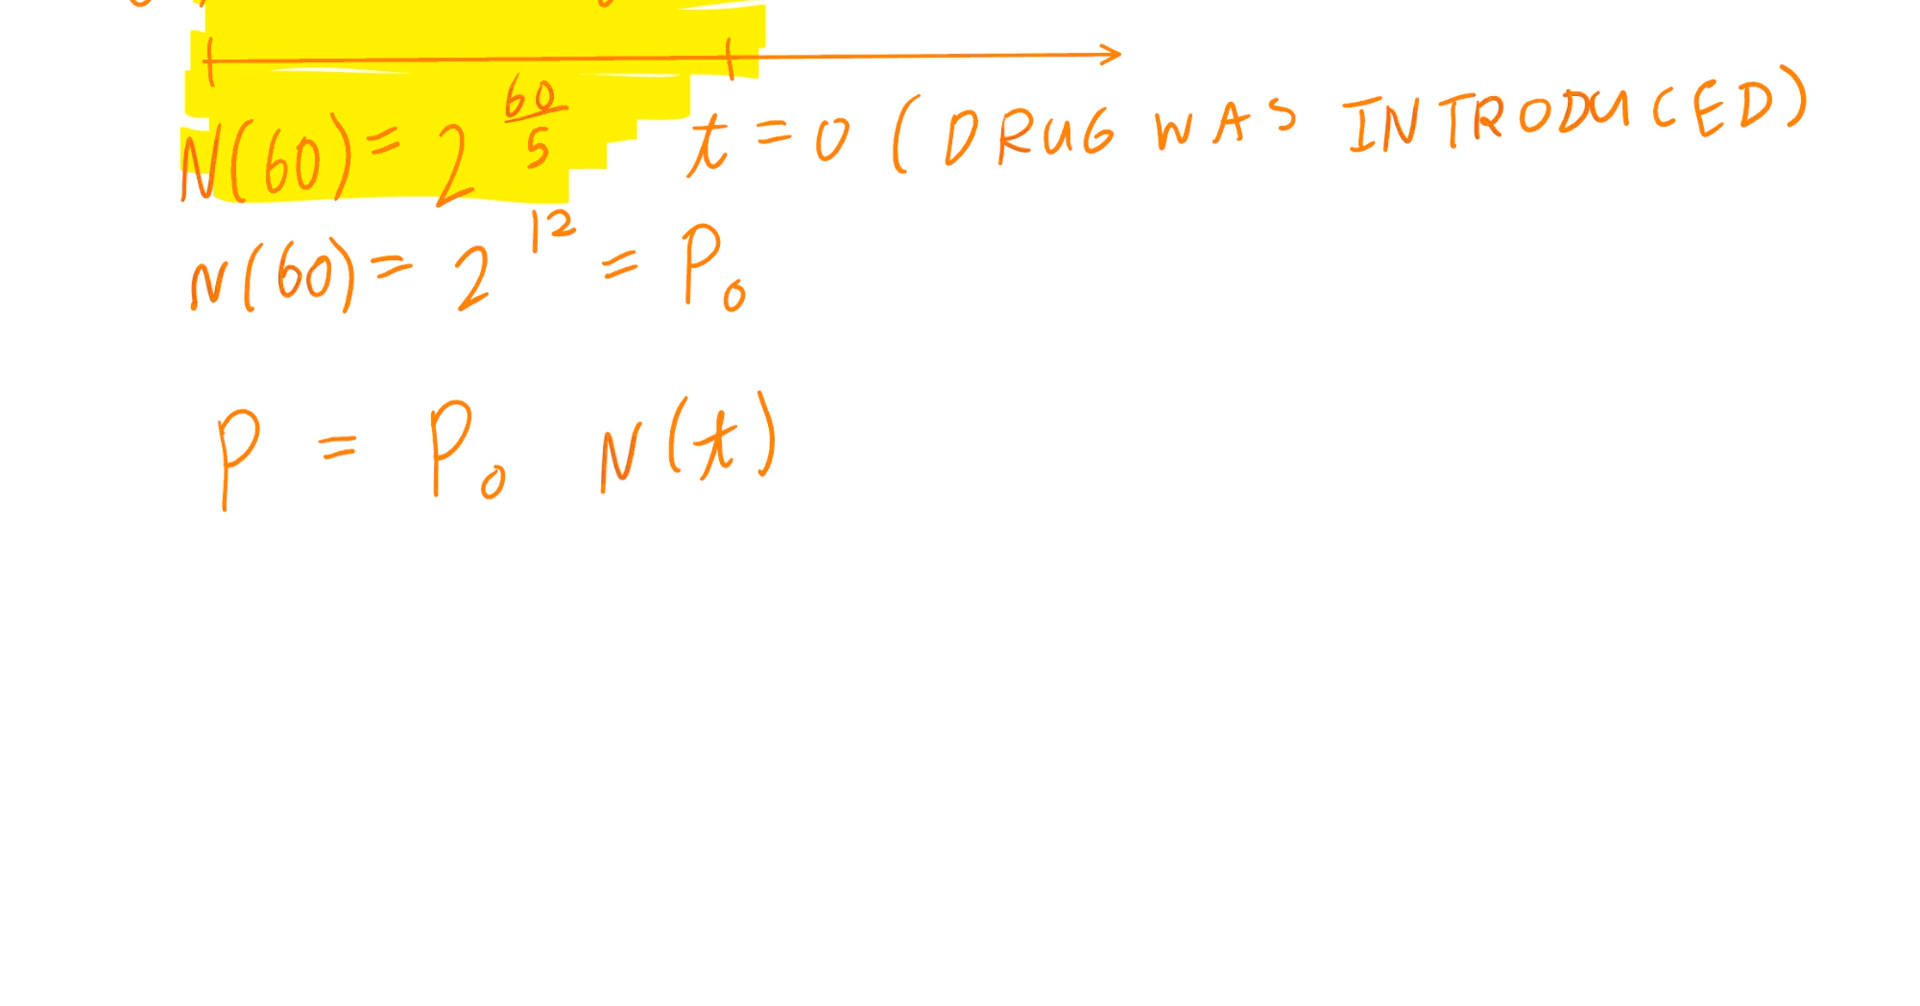 N(60) = 2^(60/5) t = 0 (DRUG WAS INTRODUCED)
N(60) = 2^12 = P₀
P = P₀ N(t)